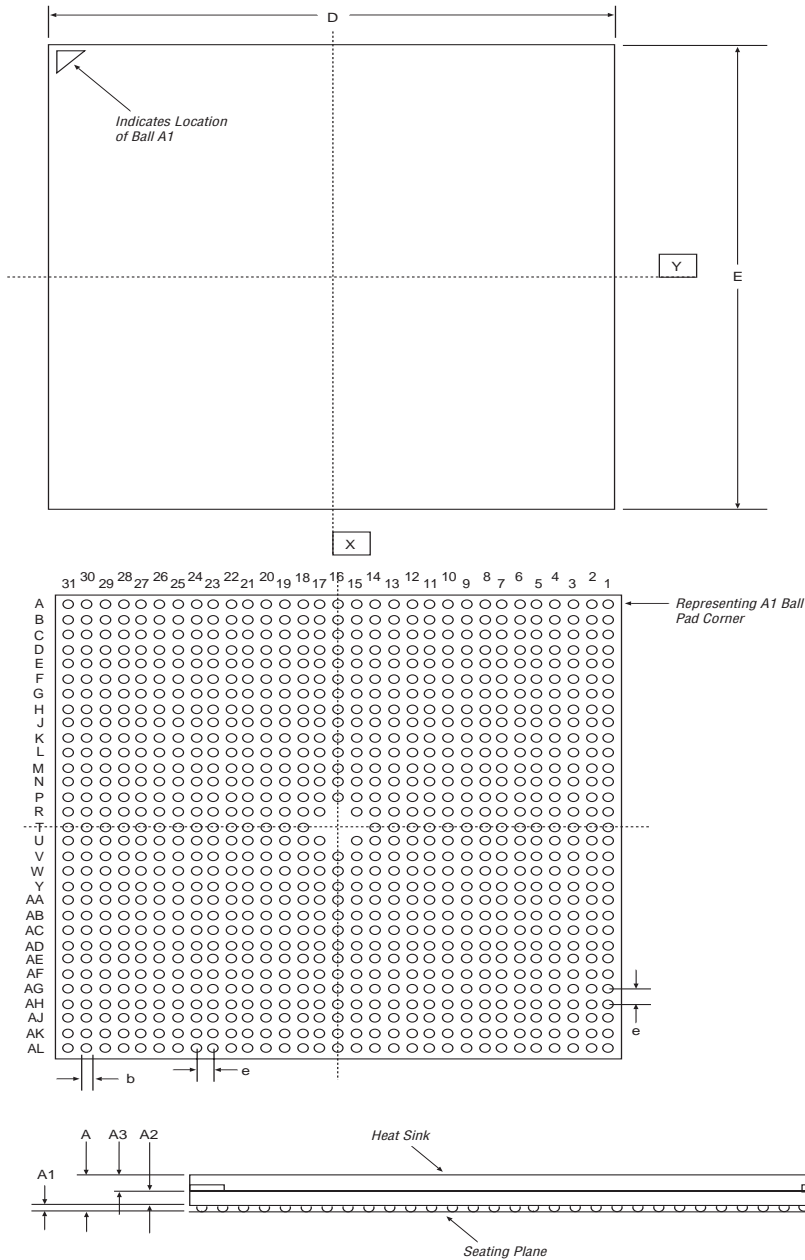 D
Indicates Location
of Ball A1
Y
E
X
31 30 29 28 27 26 25 24 23 22 21 20 19 18 17 16 15 14 13 12 11 10 9 8 7 6 5 4 3 2 1
A
Representing A1 Ball
Pad Corner
B
C
D
E
F
G
H
J
K
L
M
N
P
R
T
U
V
W
Y
AA
AB
AC
AD
AE
AF
AG
AH
e
AJ
AK
AL
b
e
A A3 A2
Heat Sink
A1
Seating Plane